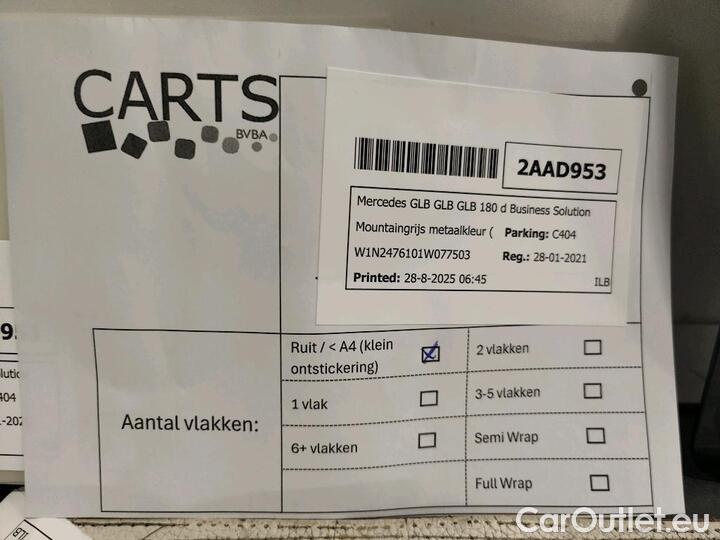 CARTS
BVBA
2AAD953
Mercedes GLB GLB GLB 180 d Business Solution
Mountaingrijs metaalkleur ( Parking: C404
W1N2476101W077503 Reg.: 28-01-2021
Printed: 28-8-2025 06:45 ILB
Aantal vlakken:
Ruit / < A4 (klein
ontstickering)
2 vlakken
1 vlak
3-5 vlakken
6+ vlakken
Semi Wrap
Full Wrap
404
CarOutlet.eu